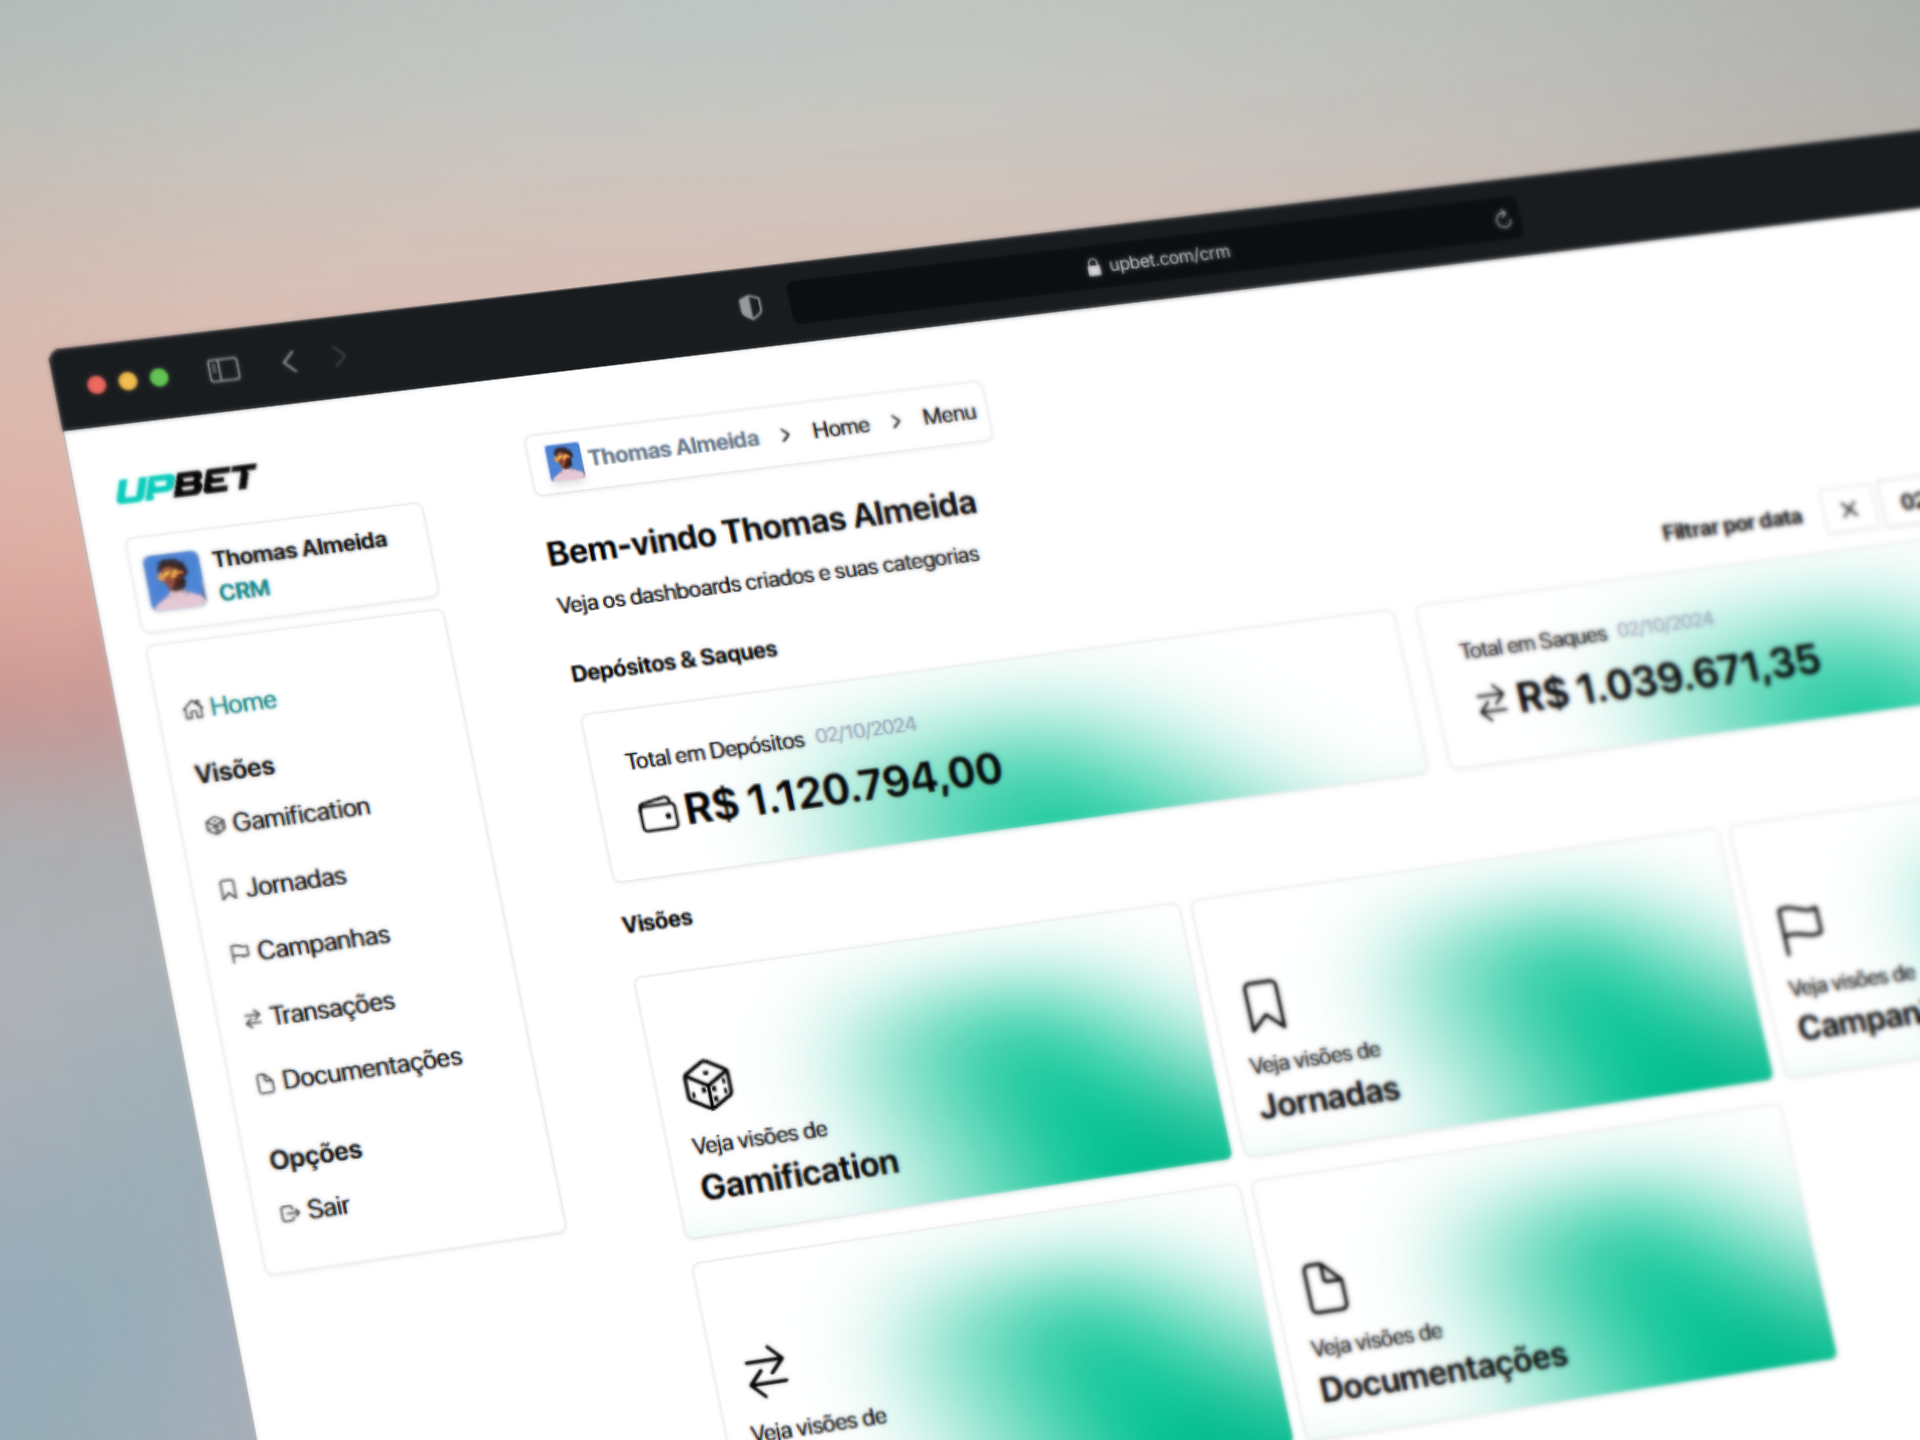 upbet.com/crm
UPBET
Thomas Almeida
CRM
Home
Visões
Gamification
Jornadas
Campanhas
Transações
Documentações
Opções
Sair
Thomas Almeida > Home > Menu
Bem-vindo Thomas Almeida
Veja os dashboards criados e suas categorias
Filtrar por data
02
Depósitos & Saques
Total em Depósitos 02/10/2024
R$ 1.120.794,00
Total em Saques 02/10/2024
R$ 1.039.671,35
Visões
Veja visões de
Gamification
Veja visões de
Jornadas
Veja visões de
Campan
Veja visões de
Veja visões de
Documentações